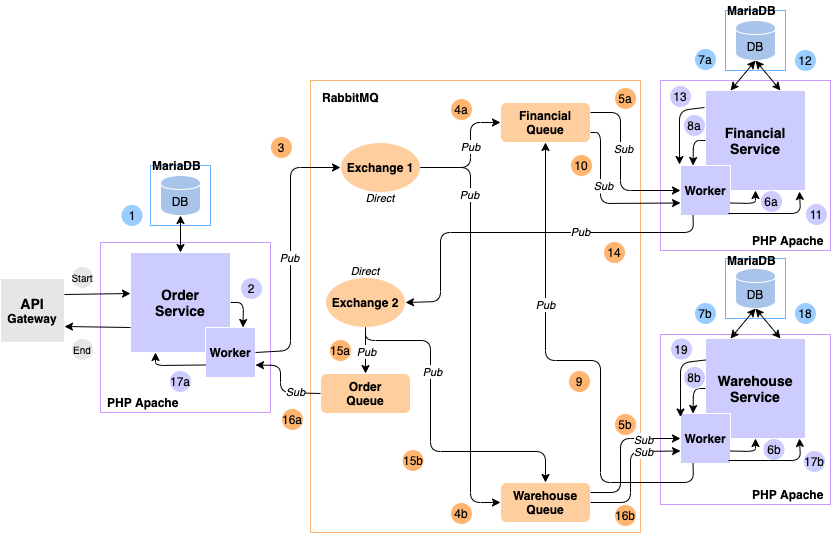 MariaDB
DB
7a
12
RabbitMQ
4a
5a
13
Financial
Queue
8a
Financial
Service
3
Pub
Sub
MariaDB
Exchange 1
10
DB
Direct
Pub
Sub
Worker
6a
1
11
Pub
PHP Apache
Pub
14
MariaDB
Direct
DB
Start
2
API
Gateway
Order
Service
Exchange 2
Pub
7b
18
End
Worker
15a
Pub
19
17a
Pub
8b
Warehouse
Service
9
Order
Queue
Sub
PHP Apache
16a
5b
Sub
Worker
Sub
6b
15b
17b
Warehouse
Queue
4b
16b
PHP Apache